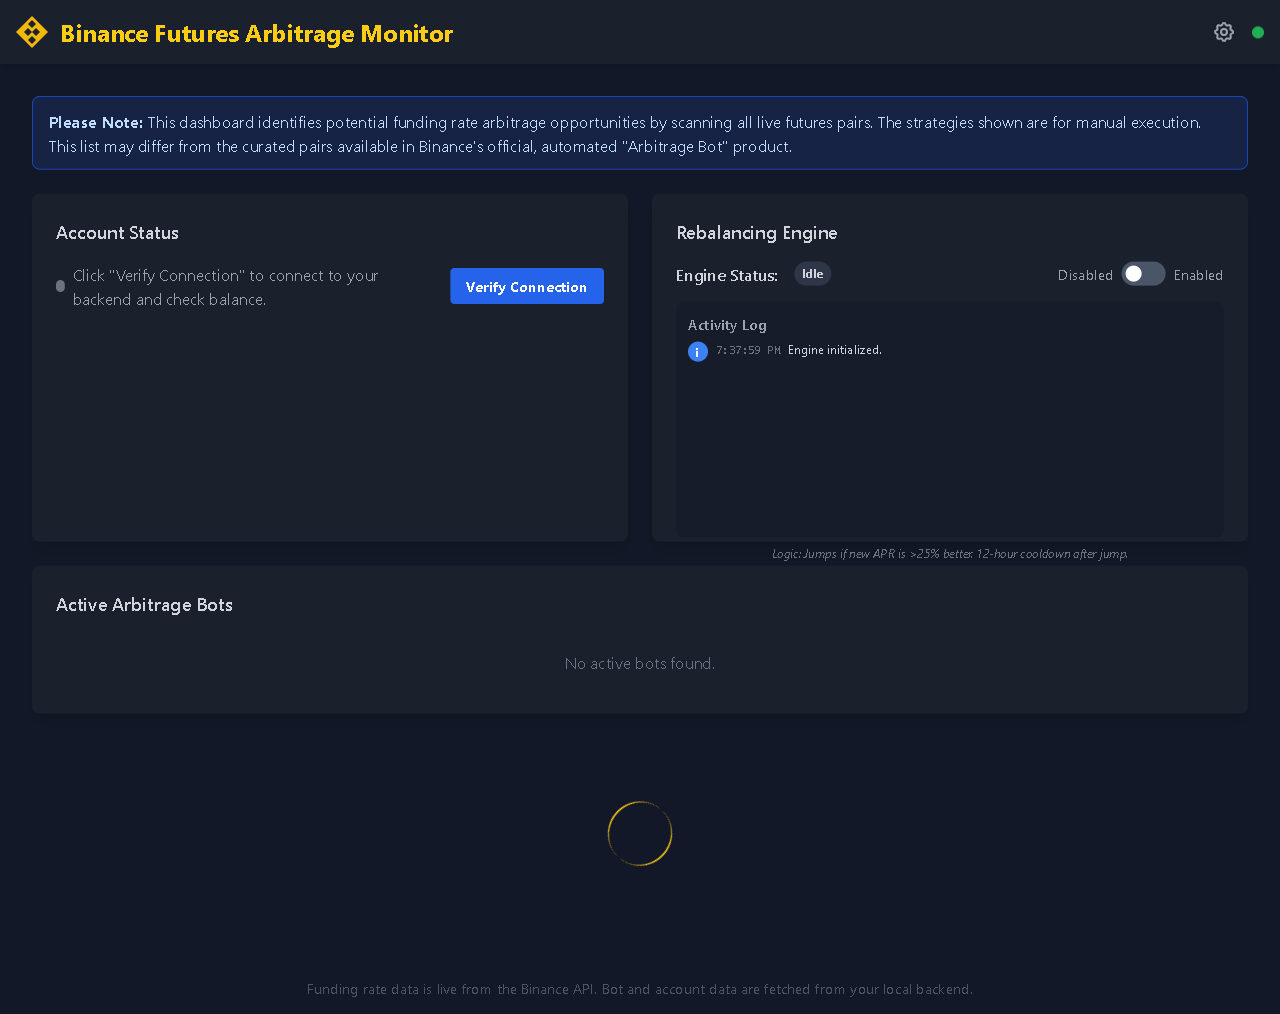 Binance Futures Arbitrage Monitor
Please Note: This dashboard identifies potential funding rate arbitrage opportunities by scanning all live futures pairs. The strategies shown are for manual execution.
This list may differ from the curated pairs available in Binance's official, automated "Arbitrage Bot" product.
Account Status
Click "Verify Connection" to connect to your
backend and check balance.
Verify Connection
Rebalancing Engine
Engine Status: Idle
Disabled Enabled
Activity Log
7:37:59 PM Engine initialized.
Logic: Jumps if new APR is >25% better. 12-hour cooldown after jump.
Active Arbitrage Bots
No active bots found.
Funding rate data is live from the Binance API. Bot and account data are fetched from your local backend.